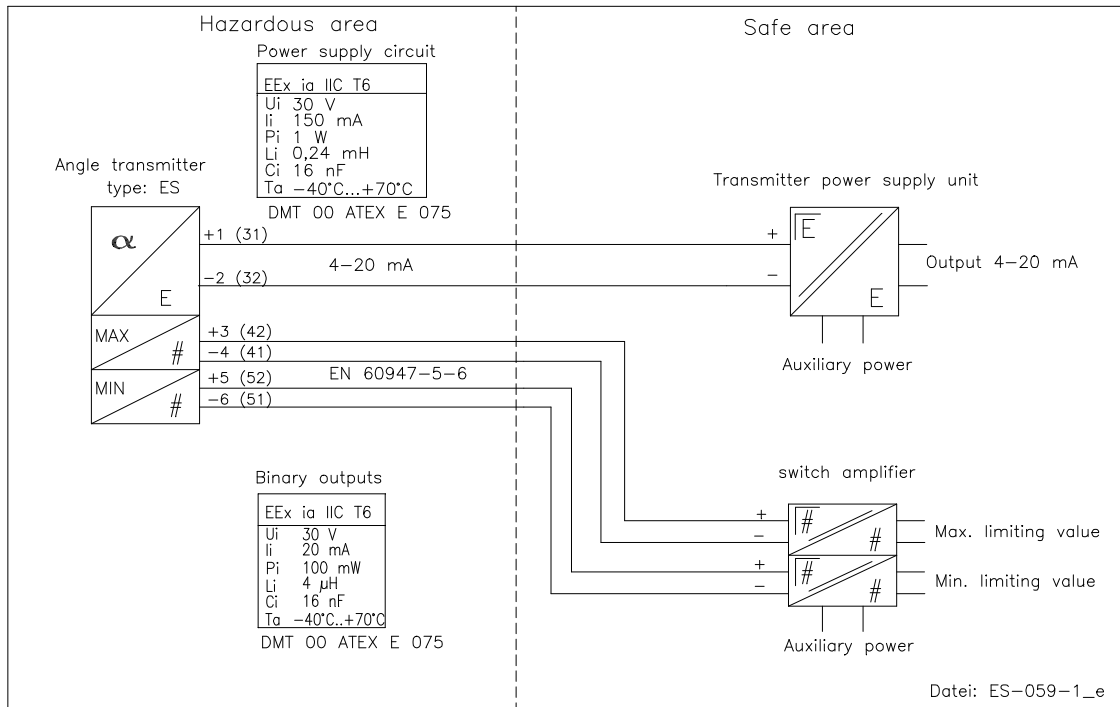 Hazardous area
Safe area
Power supply circuit
EEx ia IIC T6
Ui 30 V
Ii 150 mA
Pi 1 W
Li 0,24 mH
Ci 16 nF
Ta -40°C...+70°C
DMT 00 ATEX E 075
Angle transmitter
type: ES
α
E
+1 (31)
4-20 mA
-2 (32)
MAX
#
+3 (42)
-4 (41)
EN 60947-5-6
MIN
#
+5 (52)
-6 (51)
Transmitter power supply unit
+
-
E
E
Output 4-20 mA
Auxiliary power
Binary outputs
EEx ia IIC T6
Ui 30 V
Ii 20 mA
Pi 100 mW
Li 4 µH
Ci 16 nF
Ta -40°C..+70°C
DMT 00 ATEX E 075
switch amplifier
+
-
#
#
Max. limiting value
+
-
#
#
Min. limiting value
Auxiliary power
Datei: ES-059-1_e